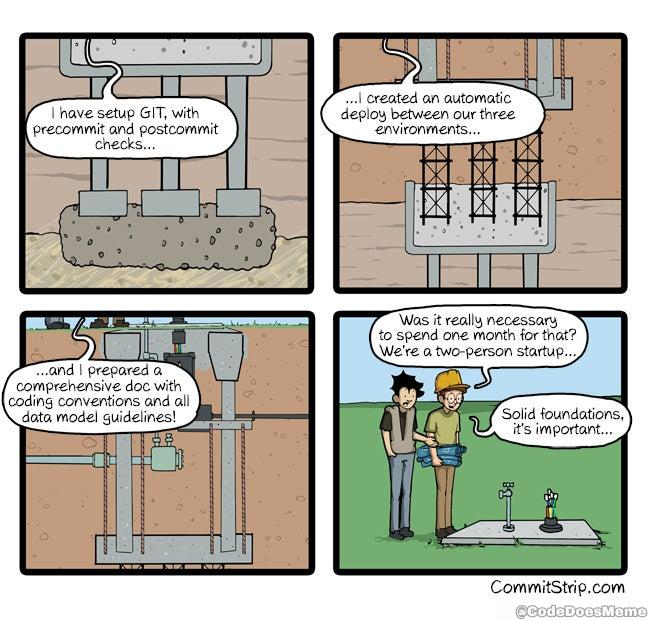 I have setup GIT, with
precommit and postcommit
checks...
...I created an automatic
deploy between our three
environments...
...and I prepared a
comprehensive doc with
coding conventions and all
data model guidelines!
Was it really necessary
to spend one month for that?
We're a two-person startup...
Solid foundations,
it's important...
CommitStrip.com
@CodeDoesMeme